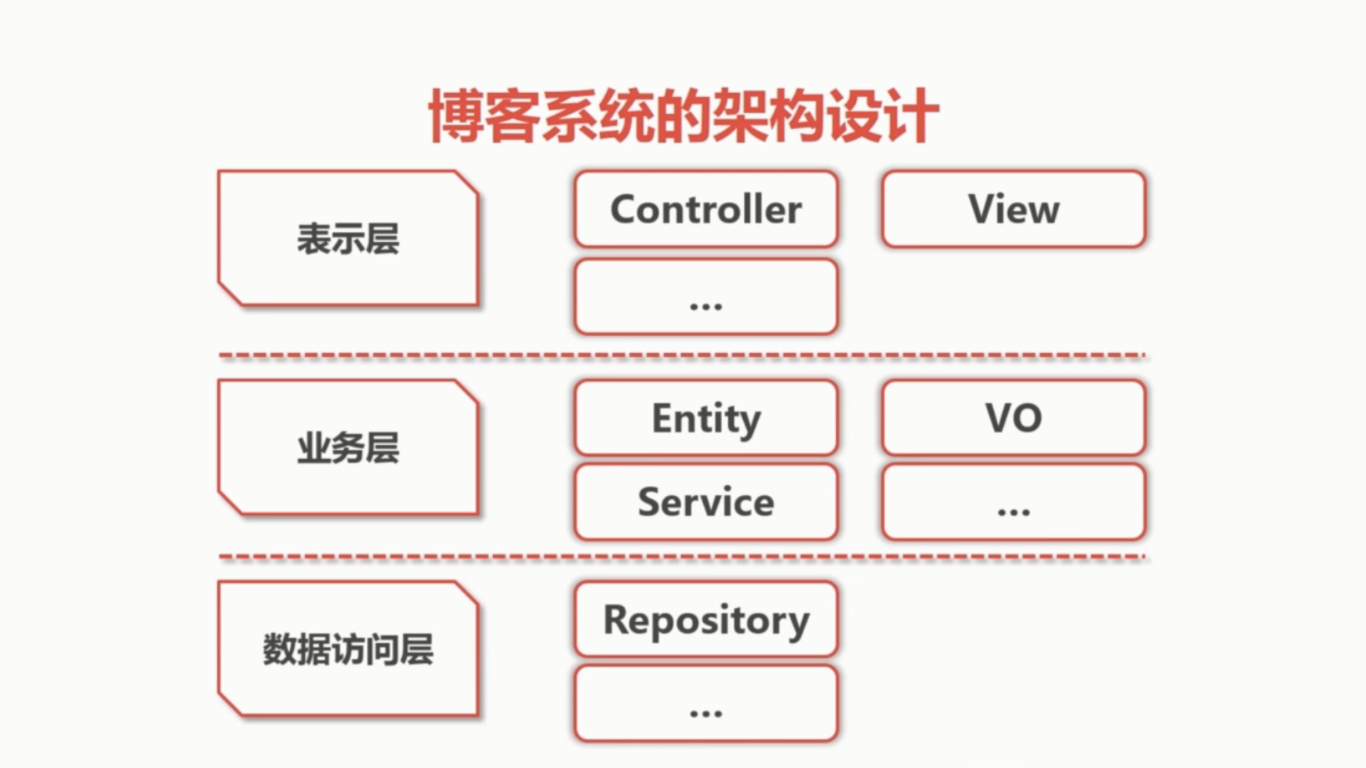 博客系统的架构设计
表示层
Controller
View
...
业务层
Entity
VO
Service
...
数据访问层
Repository
...